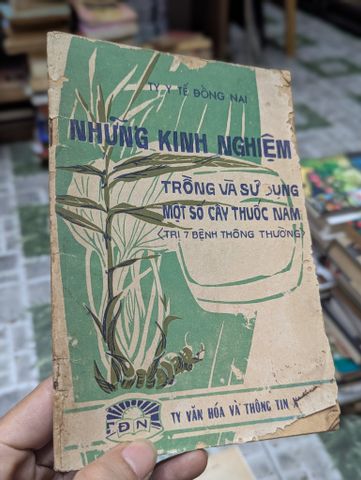 TY Y TẾ ĐỒNG NAI
NHỮNG KINH NGHIỆM
TRỒNG VÀ SỬ DỤNG
MỘT SỐ CÂY THUỐC NAM
(TRỊ 7 BỆNH THÔNG THƯỜNG)
ĐN
TY VĂN HÓA VÀ THÔNG TIN